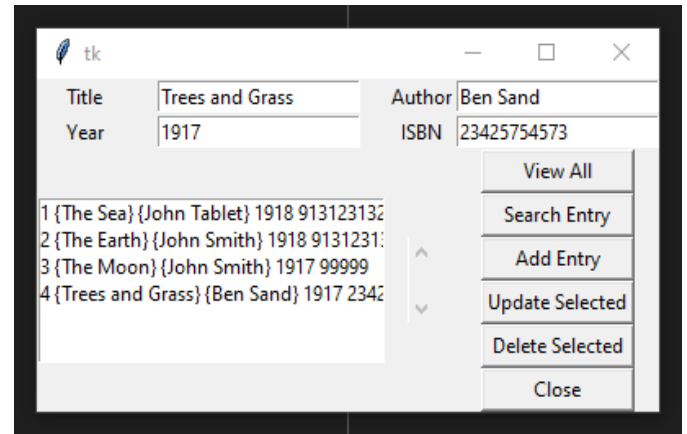 tk
Title Trees and Grass Author Ben Sand
Year 1917 ISBN 23425754573
View All
1 {The Sea} {John Tablet} 1918 913123132
Search Entry
2 {The Earth} {John Smith} 1918 9131231
3 {The Moon} {John Smith} 1917 99999
Add Entry
4 {Trees and Grass} {Ben Sand} 1917 2342
Update Selected
Delete Selected
Close